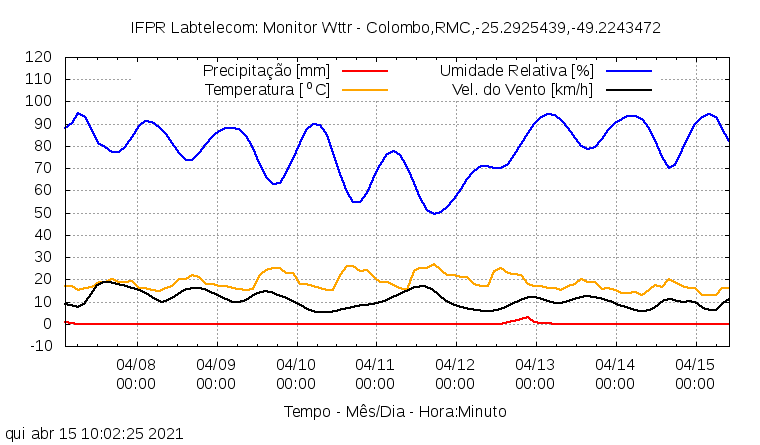 IFPR Labtelecom: Monitor Wttr - Colombo,RMC,-25.2925439,-49.2243472
120
110
100
90
80
70
60
50
40
30
20
10
0
-10
Precipitação [mm]
Temperatura [⁰C]
Umidade Relativa [%]
Vel. do Vento [km/h]
04/08 04/09 04/10 04/11 04/12 04/13 04/14 04/15
00:00 00:00 00:00 00:00 00:00 00:00 00:00 00:00
Tempo - Mês/Dia - Hora:Minuto
qui abr 15 10:02:25 2021